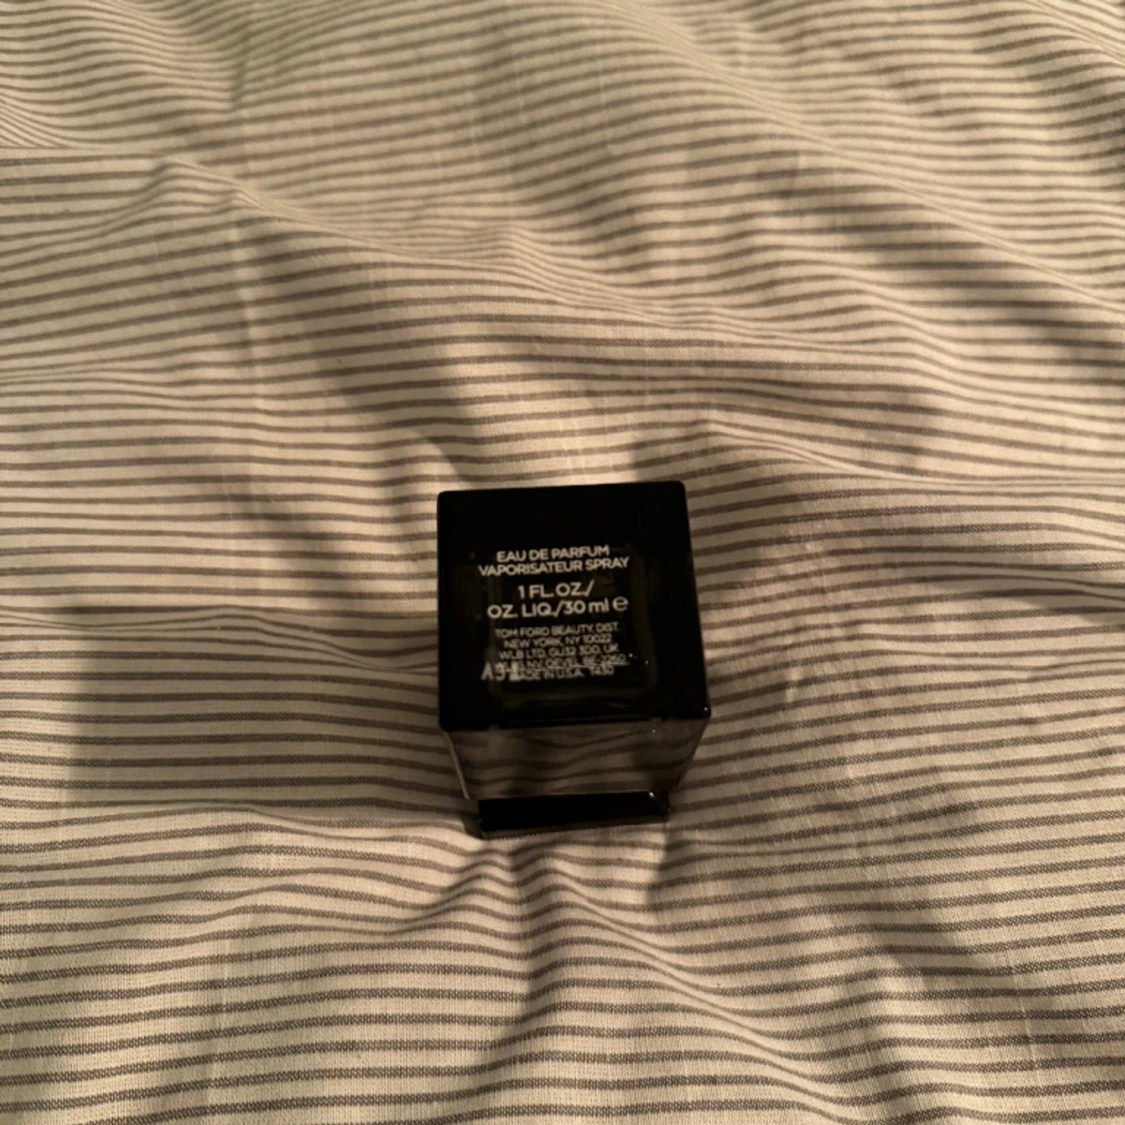 EAU DE PARFUM
VAPORISATEUR SPRAY
1 FL.OZ./
OZ. LIQ./30 ml e
TOM FORD BEAUTY, DIST.
NEW YORK, NY 10022
WLB LTD, GU32 3DD, UK
MADE IN U.S.A.